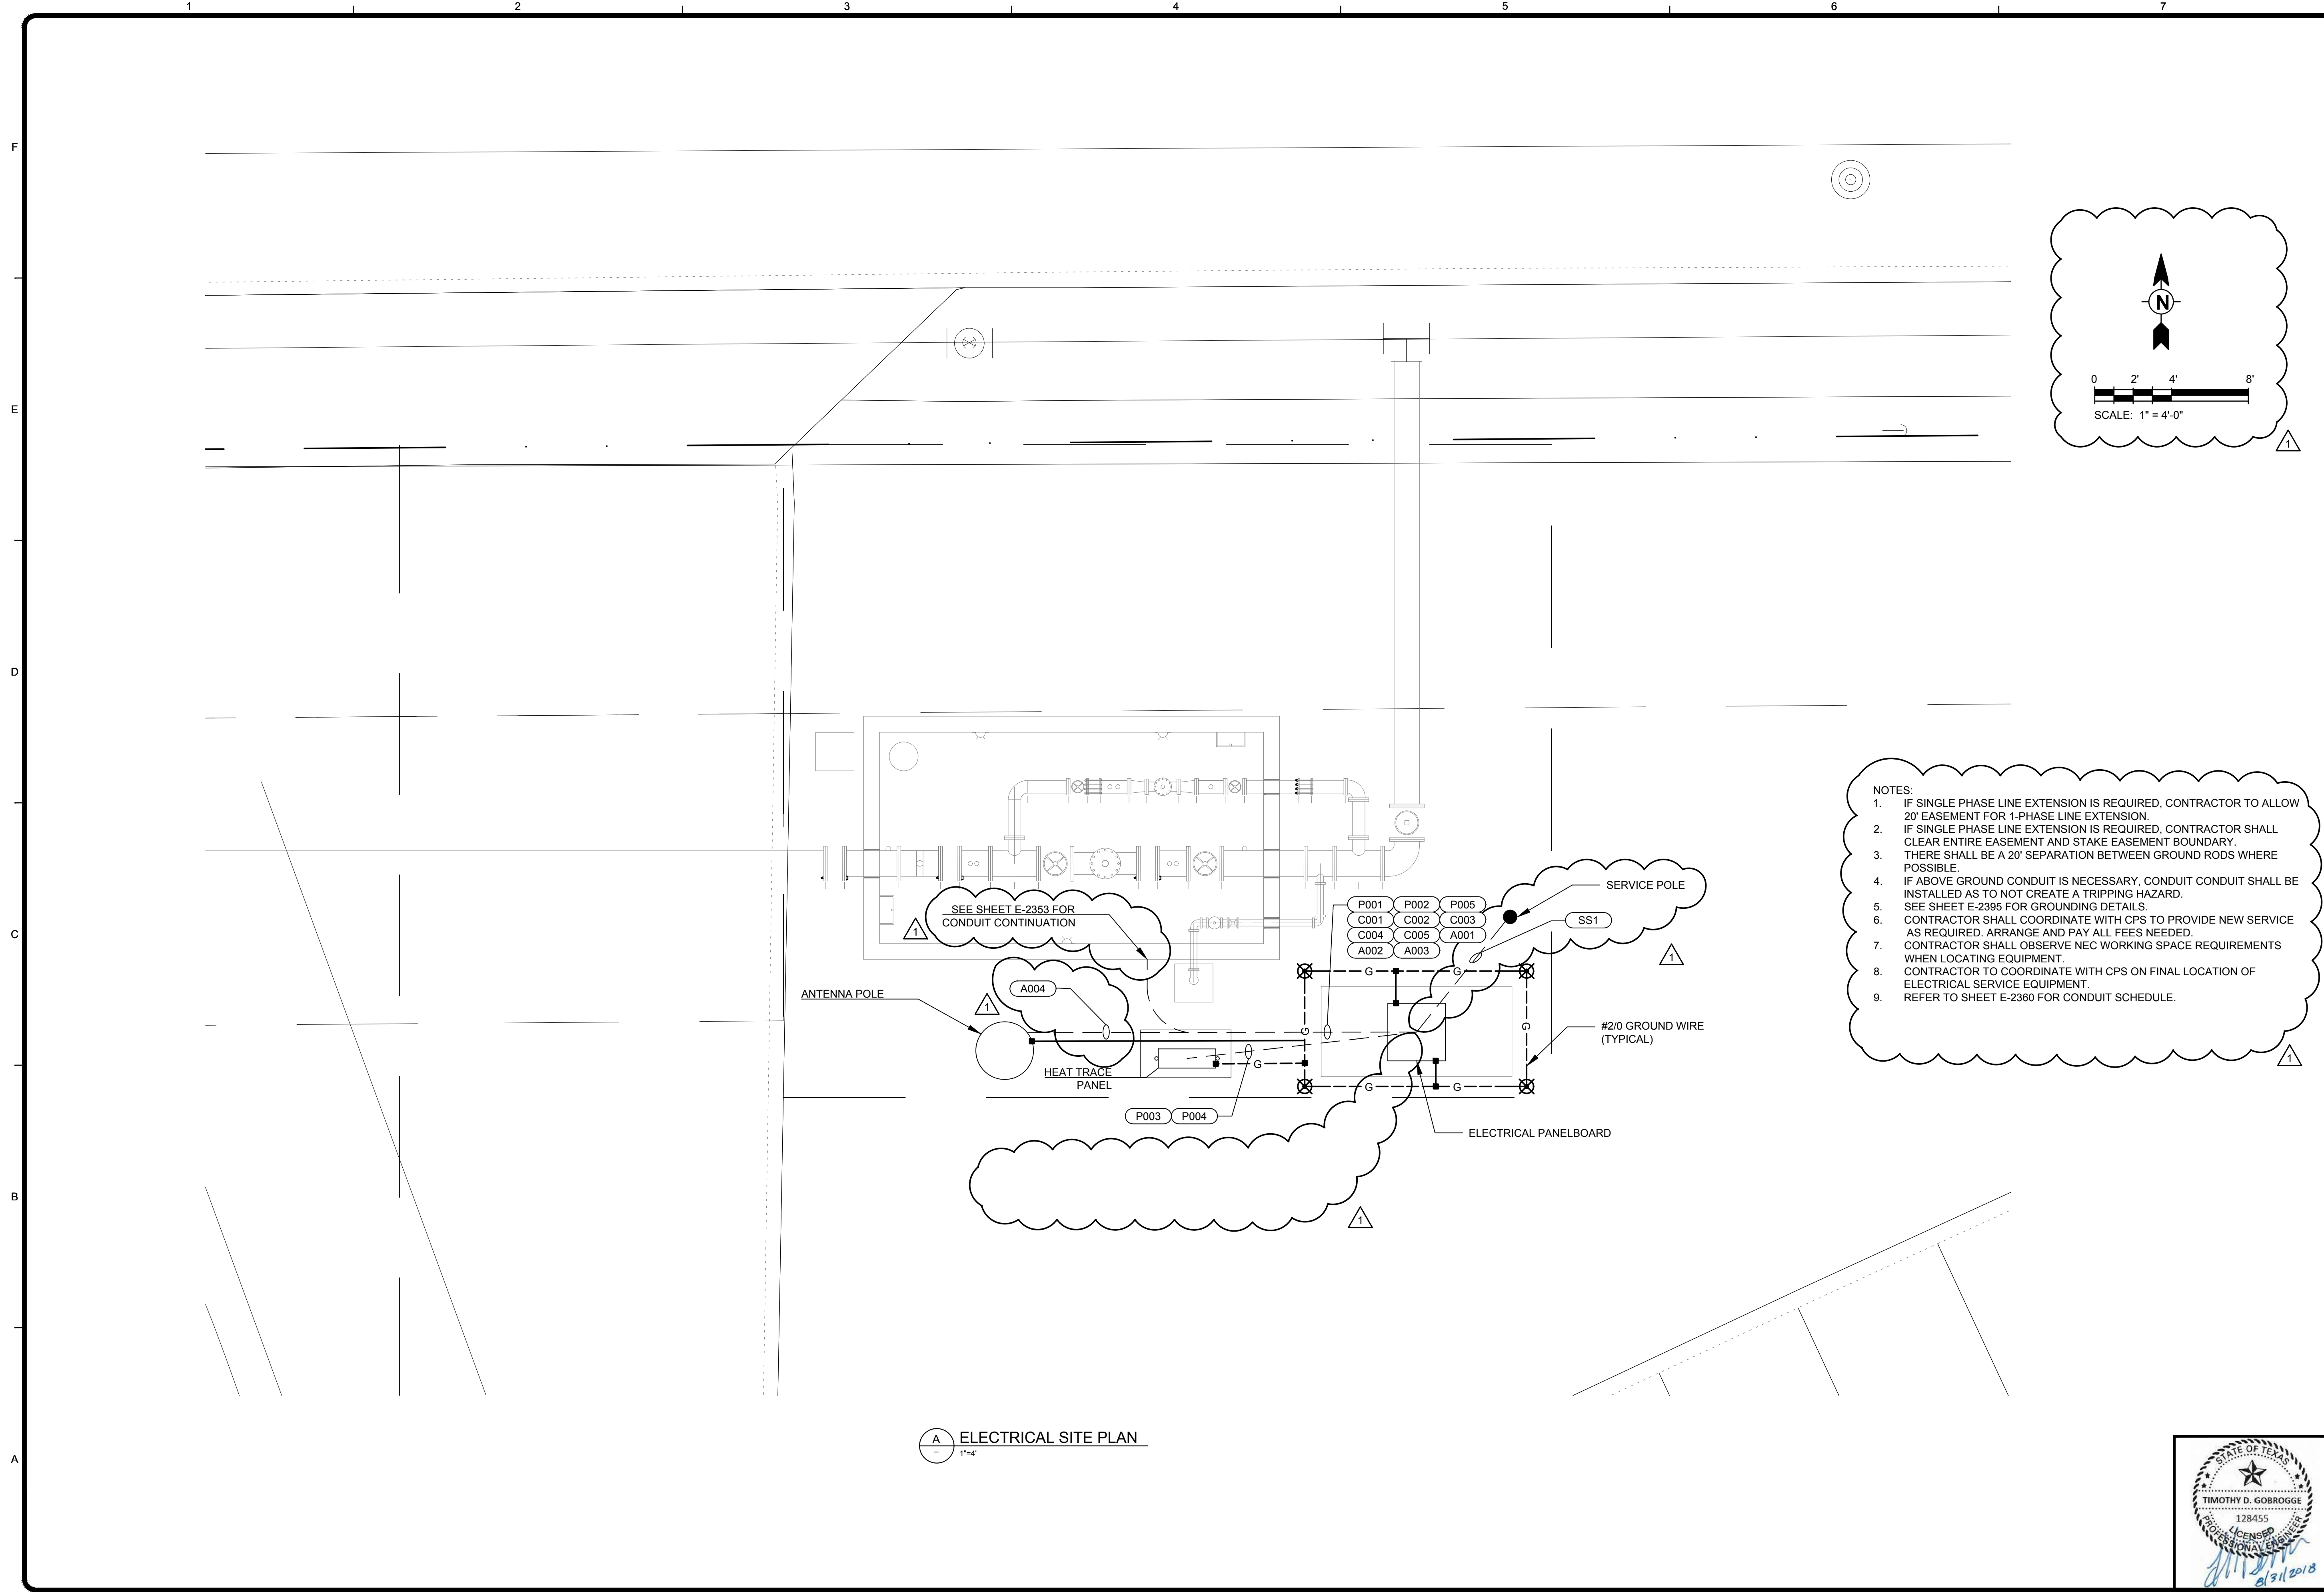 1 2 3 4 5 6 7
F
E
D
C
B
A
N
0 2' 4' 8'
SCALE: 1" = 4'-0"
1
NOTES:
1. IF SINGLE PHASE LINE EXTENSION IS REQUIRED, CONTRACTOR TO ALLOW
20' EASEMENT FOR 1-PHASE LINE EXTENSION.
2. IF SINGLE PHASE LINE EXTENSION IS REQUIRED, CONTRACTOR SHALL
CLEAR ENTIRE EASEMENT AND STAKE EASEMENT BOUNDARY.
3. THERE SHALL BE A 20' SEPARATION BETWEEN GROUND RODS WHERE
POSSIBLE.
4. IF ABOVE GROUND CONDUIT IS NECESSARY, CONDUIT CONDUIT SHALL BE
INSTALLED AS TO NOT CREATE A TRIPPING HAZARD.
5. SEE SHEET E-2395 FOR GROUNDING DETAILS.
6. CONTRACTOR SHALL COORDINATE WITH CPS TO PROVIDE NEW SERVICE
AS REQUIRED. ARRANGE AND PAY ALL FEES NEEDED.
7. CONTRACTOR SHALL OBSERVE NEC WORKING SPACE REQUIREMENTS
WHEN LOCATING EQUIPMENT.
8. CONTRACTOR TO COORDINATE WITH CPS ON FINAL LOCATION OF
ELECTRICAL SERVICE EQUIPMENT.
9. REFER TO SHEET E-2360 FOR CONDUIT SCHEDULE.
1
SERVICE POLE
SS1
1
P001 P002 P005
C001 C002 C003
C004 C005 A001
A002 A003
SEE SHEET E-2353 FOR
CONDUIT CONTINUATION
1
A004
1
ANTENNA POLE
G G
G
G
G
G G
#2/0 GROUND WIRE
(TYPICAL)
HEAT TRACE
PANEL
P003 P004
ELECTRICAL PANELBOARD
1
A
–
ELECTRICAL SITE PLAN
1"=4'
STATE OF TEXAS
TIMOTHY D. GOBROGGE
128455
LICENSED
PROFESSIONAL ENGINEER
8/31/2018